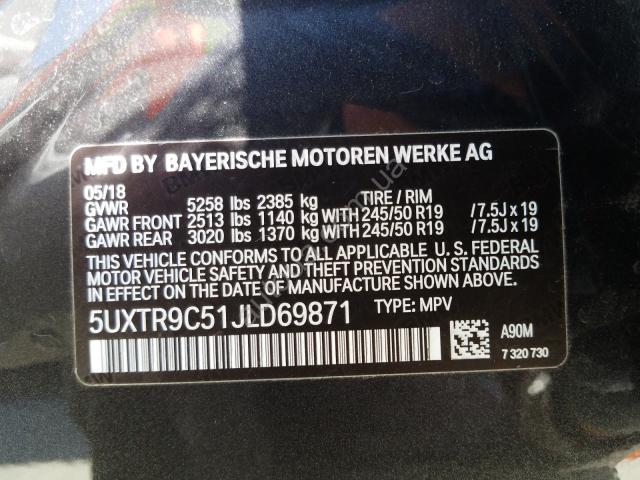 MFD BY BAYERISCHE MOTOREN WERKE AG
05/18
GVWR 5258 lbs 2385 kg TIRE / RIM
GAWR FRONT 2513 lbs 1140 kg WITH 245/50 R19 /7.5J x 19
GAWR REAR 3020 lbs 1370 kg WITH 245/50 R19 /7.5J x 19
THIS VEHICLE CONFORMS TO ALL APPLICABLE U. S. FEDERAL
MOTOR VEHICLE SAFETY AND THEFT PREVENTION STANDARDS
IN EFFECT ON THE DATE OF MANUFACTURE SHOWN ABOVE.
5UXTR9C51JLD69871 TYPE: MPV
A90M
7 320 730